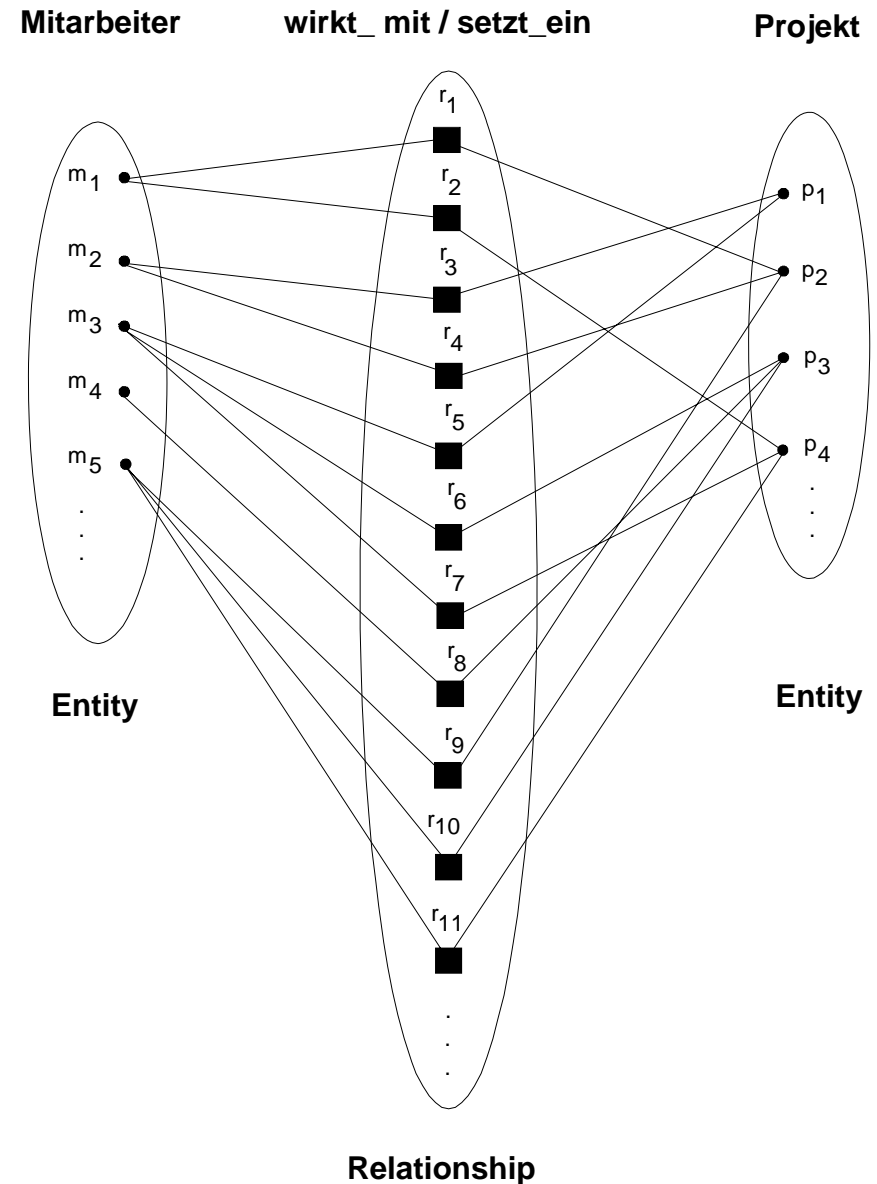 Mitarbeiter wirkt_ mit / setzt_ein Projekt
r1
m1
r2
p1
m2
r3
p2
m3
r4
p3
m4
r5
p4
m5
r6
.
.
.
.
.
.
r7
r8
Entity
Entity
r9
r10
r11
.
.
.
Relationship